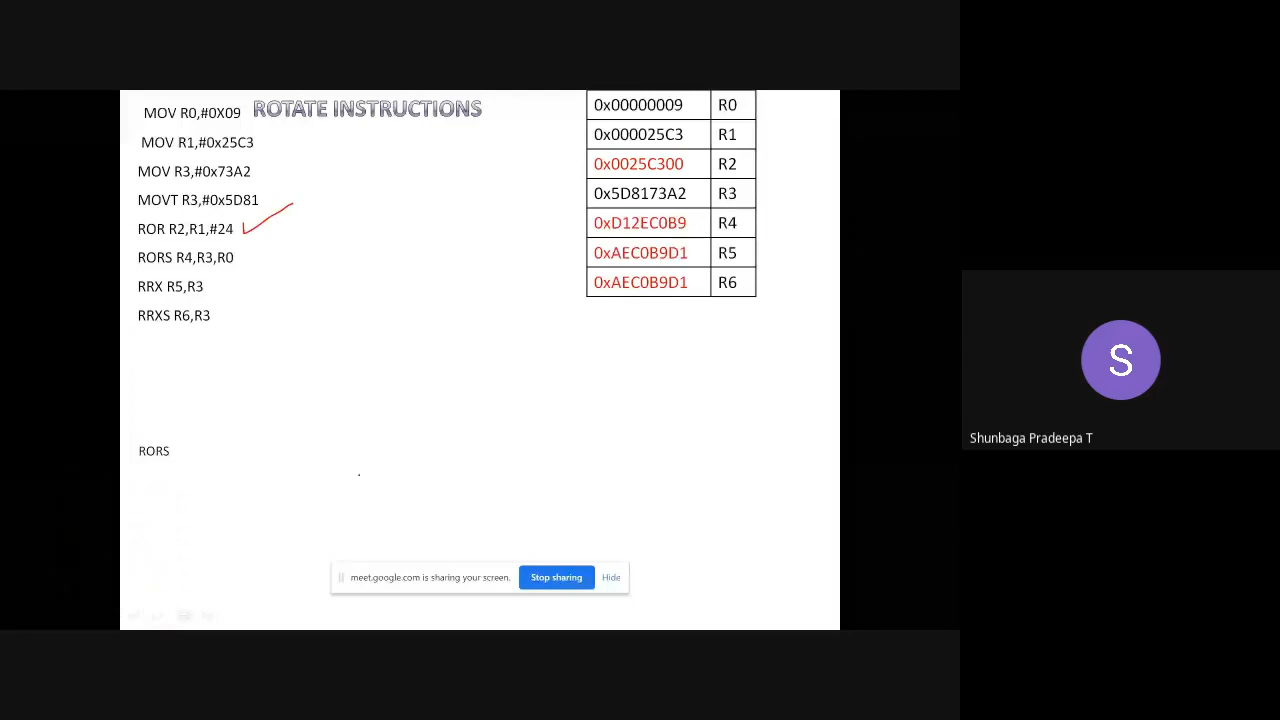 ROTATE INSTRUCTIONS
MOV R0,#0X09
MOV R1,#0x25C3
MOV R3,#0x73A2
MOVT R3,#0x5D81
ROR R2,R1,#24
RORS R4,R3,R0
RRX R5,R3
RRXS R6,R3
RORS
0x00000009 R0
0x000025C3 R1
0x0025C300 R2
0x5D8173A2 R3
0xD12EC0B9 R4
0xAEC0B9D1 R5
0xAEC0B9D1 R6
meet.google.com is sharing your screen. Stop sharing Hide
S
Shunbaga Pradeepa T